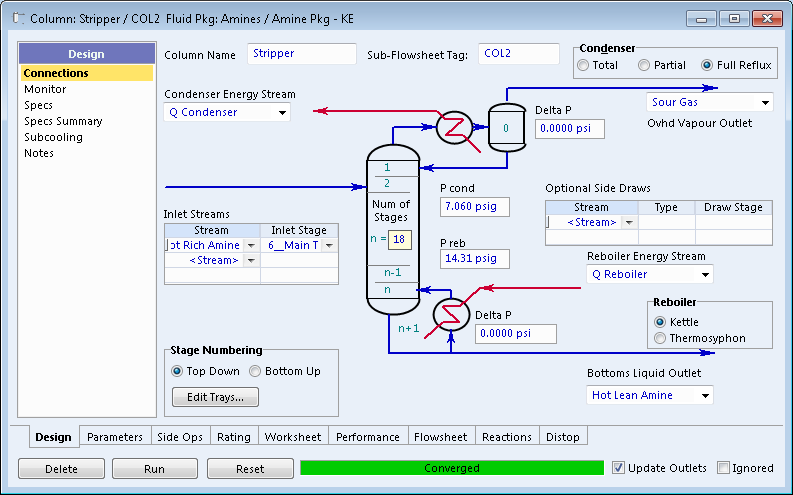 Column: Stripper / COL2 Fluid Pkg: Amines / Amine Pkg - KE
Design
Connections
Monitor
Specs
Specs Summary
Subcooling
Notes
Column Name Stripper Sub-Flowsheet Tag: COL2
Condenser
Total Partial Full Reflux
Condenser Energy Stream
Q Condenser
0
Delta P
0.0000 psi
Sour Gas
Ovhd Vapour Outlet
1
2
Num of
Stages
n = 18
n-1
n
n+1
P cond
7.060 psig
P reb
14.31 psig
Optional Side Draws
Stream Type Draw Stage
<Stream>
Inlet Streams
Stream Inlet Stage
ot Rich Amine 6__Main T
<Stream>
Reboiler Energy Stream
Q Reboiler
Delta P
0.0000 psi
Reboiler
Kettle
Thermosyphon
Stage Numbering
Top Down Bottom Up
Edit Trays...
Bottoms Liquid Outlet
Hot Lean Amine
Design Parameters Side Ops Rating Worksheet Performance Flowsheet Reactions Distop
Delete Run Reset Converged Update Outlets Ignored